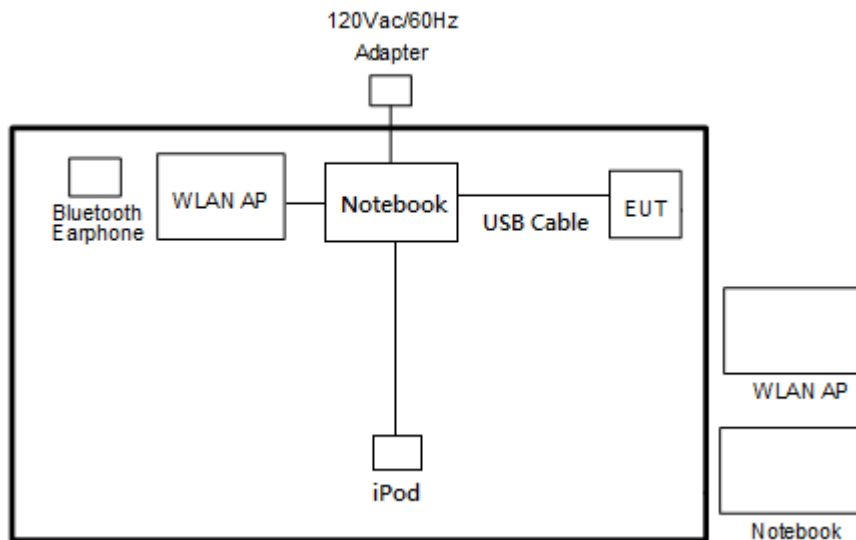 120Vac/60Hz
Adapter
WLAN AP
Notebook
EUT
Bluetooth
Earphone
USB Cable
WLAN AP
iPod
Notebook